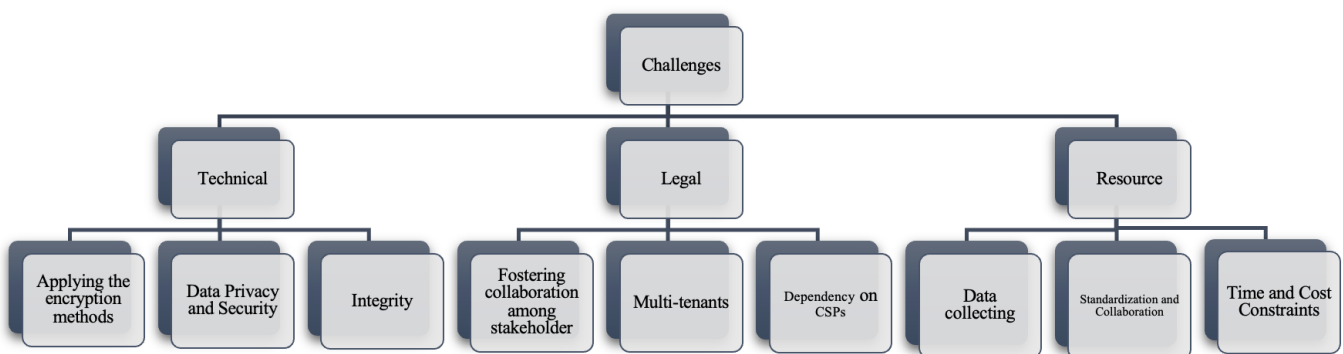 Challenges
Technical
Legal
Resource
Applying the
encryption
methods
Data Privacy
and Security
Integrity
Fostering
collaboration
among
stakeholder
Multi-tenants
Dependency on
CSPs
Data
collecting
Standardization and
Collaboration
Time and Cost
Constraints